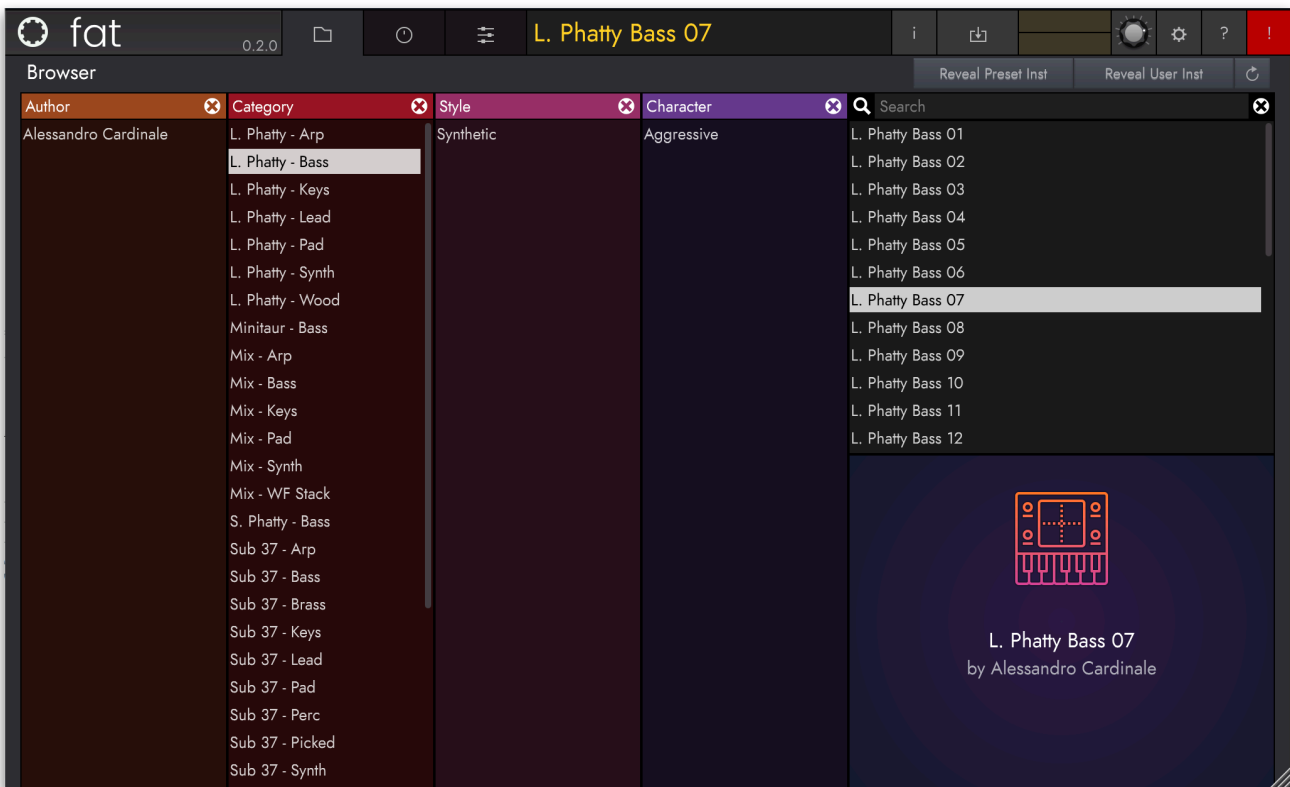 fat
0.2.0
L. Phatty Bass 07
i
?
!
Browser
Reveal Preset Inst
Reveal User Inst
Author
Category
Style
Character
Search
Alessandro Cardinale
L. Phatty - Arp
L. Phatty - Bass
L. Phatty - Keys
L. Phatty - Lead
L. Phatty - Pad
L. Phatty - Synth
L. Phatty - Wood
Minitaur - Bass
Mix - Arp
Mix - Bass
Mix - Keys
Mix - Pad
Mix - Synth
Mix - WF Stack
S. Phatty - Bass
Sub 37 - Arp
Sub 37 - Bass
Sub 37 - Brass
Sub 37 - Keys
Sub 37 - Lead
Sub 37 - Pad
Sub 37 - Perc
Sub 37 - Picked
Sub 37 - Synth
Synthetic
Aggressive
L. Phatty Bass 01
L. Phatty Bass 02
L. Phatty Bass 03
L. Phatty Bass 04
L. Phatty Bass 05
L. Phatty Bass 06
L. Phatty Bass 07
L. Phatty Bass 08
L. Phatty Bass 09
L. Phatty Bass 10
L. Phatty Bass 11
L. Phatty Bass 12
L. Phatty Bass 07
by Alessandro Cardinale